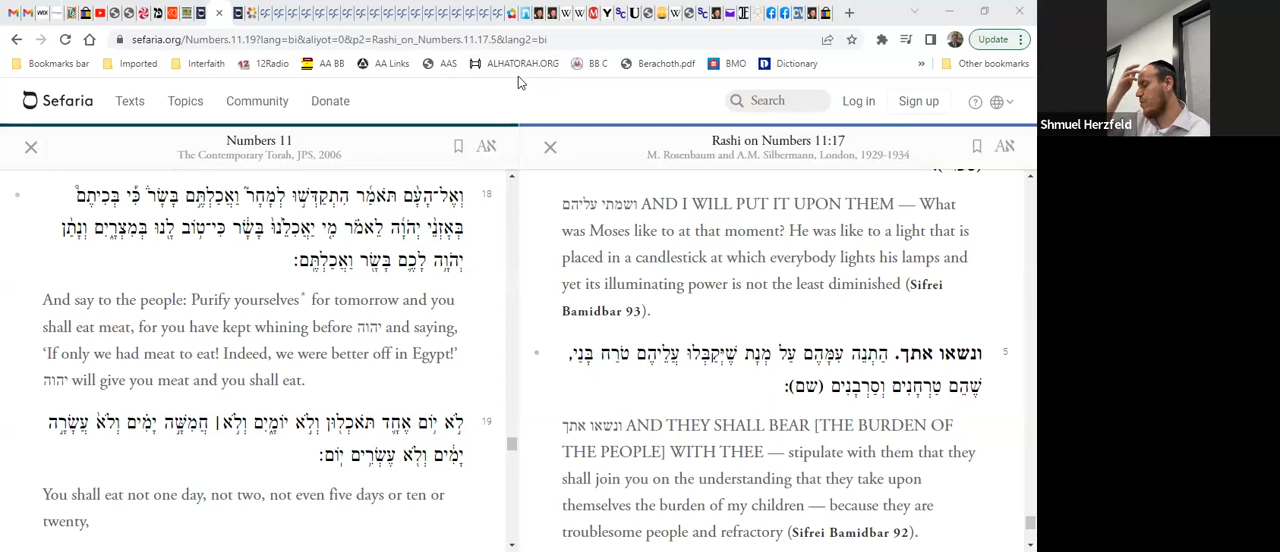 Update
sefaria.org/Numbers.11.19?lang=bi&aliyot=0&p2=Rashi_on_Numbers.11.17.5&lang2=bi
Bookmarks bar Imported Interfaith 12Radio AA BB AA Links AAS ALHATORAH.ORG BB C Berachoth.pdf BMO Dictionary » Other bookmarks
Sefaria Texts Topics Community Donate Search Log in Sign up
Shmuel Herzfeld
Numbers 11
The Contemporary Torah, JPS, 2006
18
וְאֶל־הָעָ֨ם תֹּאמַ֜ר הִתְקַדְּשׁ֣וּ לְמָחָר֮ וַאֲכַלְתֶּ֣ם בָּשָׂר֒ כִּ֡י בְּכִיתֶם֩
בְּאׇזְנֵ֨י יְהֹוָ֜ה לֵאמֹ֗ר מִ֤י יַאֲכִלֵ֙נוּ֙ בָּשָׂ֔ר כִּי־ט֥וֹב לָ֖נוּ בְּמִצְרָ֑יִם וְנָתַ֨ן
יְהֹוָ֥ה לָכֶ֛ם בָּשָׂ֖ר וַאֲכַלְתֶּֽם׃
And say to the people: Purify yourselves* for tomorrow and you
shall eat meat, for you have kept whining before יהוה and saying,
‘If only we had meat to eat! Indeed, we were better off in Egypt!’
יהוה will give you meat and you shall eat.
19
לֹ֣א י֥וֹם אֶחָ֛ד תֹּאכְל֖וּן וְלֹ֣א יוֹמָ֑יִם וְלֹ֣א ׀ חֲמִשָּׁ֣ה יָמִ֗ים וְלֹא֙ עֲשָׂרָ֣ה
יָמִ֔ים וְלֹ֖א עֶשְׂרִ֥ים יֽוֹם׃
You shall eat not one day, not two, not even five days or ten or
twenty,
Rashi on Numbers 11:17
M. Rosenbaum and A.M. Silbermann, London, 1929-1934
ושמתי עליהם AND I WILL PUT IT UPON THEM — What
was Moses like to at that moment? He was like to a light that is
placed in a candlestick at which everybody lights his lamps and
yet its illuminating power is not the least diminished (Sifrei
Bamidbar 93).
5
ונשאו אתך. הַתְנֵה עִמָּהֶם עַל מְנָת שֶׁיְּקַבְּלוּ עֲלֵיהֶם טֹרַח בָּנַי,
שֶׁהֵם טַרְחָנִים וְסַרְבָנִים (שם):
ונשאו אתך AND THEY SHALL BEAR [THE BURDEN OF
THE PEOPLE] WITH THEE — stipulate with them that they
shall join you on the understanding that they take upon
themselves the burden of my children — because they are
troublesome people and refractory (Sifrei Bamidbar 92).